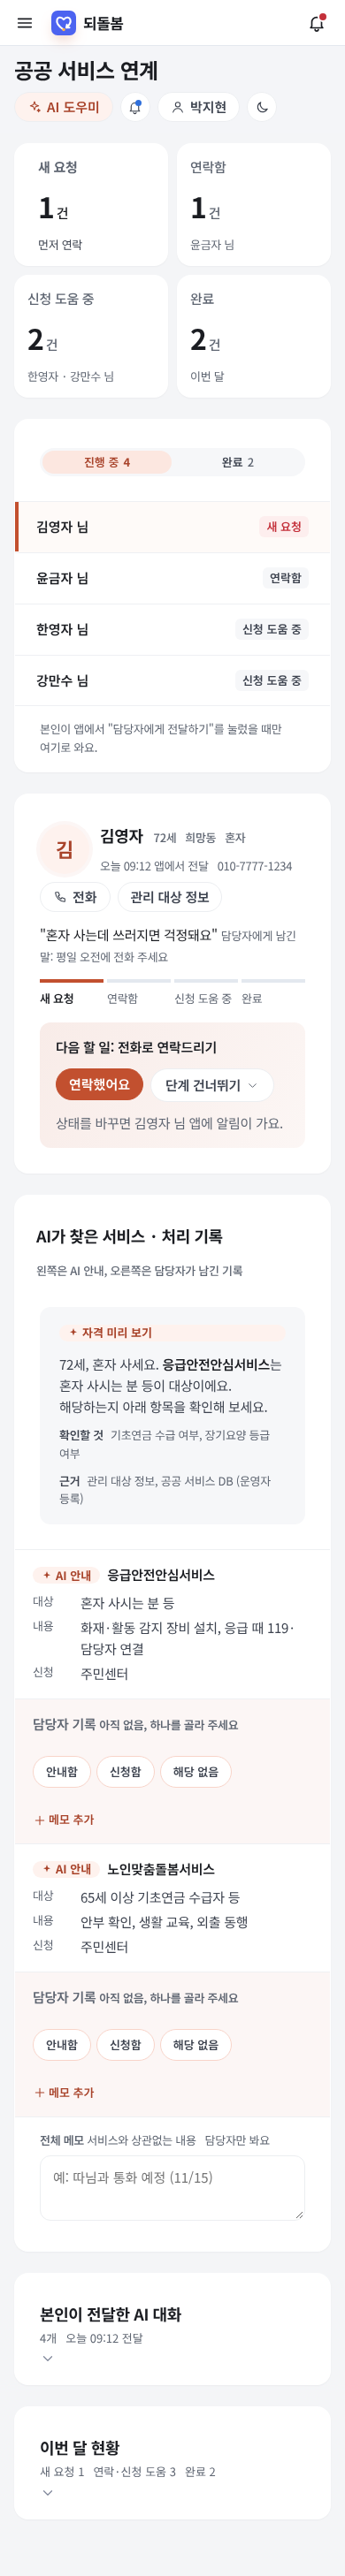 되돌봄
공공 서비스 연계
AI 도우미
박지현
새 요청
1건
먼저 연락
연락함
1건
윤금자 님
신청 도움 중
2건
한영자 · 강만수 님
완료
2건
이번 달
진행 중 4
완료 2
김영자 님
새 요청
윤금자 님
연락함
한영자 님
신청 도움 중
강만수 님
신청 도움 중
본인이 앱에서 "담당자에게 전달하기"를 눌렀을 때만
여기로 와요.
김
김영자 72세 희망동 혼자
오늘 09:12 앱에서 전달 010-7777-1234
전화
관리 대상 정보
"혼자 사는데 쓰러지면 걱정돼요" 담당자에게 남긴
말: 평일 오전에 전화 주세요
새 요청
연락함
신청 도움 중
완료
다음 할 일: 전화로 연락드리기
연락했어요
단계 건너뛰기
상태를 바꾸면 김영자 님 앱에 알림이 가요.
AI가 찾은 서비스 · 처리 기록
왼쪽은 AI 안내, 오른쪽은 담당자가 남긴 기록
자격 미리 보기
72세, 혼자 사세요. 응급안전안심서비스는
혼자 사시는 분 등이 대상이에요.
해당하는지 아래 항목을 확인해 보세요.
확인할 것 기초연금 수급 여부, 장기요양 등급
여부
근거 관리 대상 정보, 공공 서비스 DB (운영자
등록)
AI 안내 응급안전안심서비스
대상 혼자 사시는 분 등
내용 화재·활동 감지 장비 설치, 응급 때 119·
담당자 연결
신청 주민센터
담당자 기록 아직 없음, 하나를 골라 주세요
안내함
신청함
해당 없음
메모 추가
AI 안내 노인맞춤돌봄서비스
대상 65세 이상 기초연금 수급자 등
내용 안부 확인, 생활 교육, 외출 동행
신청 주민센터
담당자 기록 아직 없음, 하나를 골라 주세요
안내함
신청함
해당 없음
메모 추가
전체 메모 서비스와 상관없는 내용 담당자만 봐요
예: 따님과 통화 예정 (11/15)
본인이 전달한 AI 대화
4개 오늘 09:12 전달
이번 달 현황
새 요청 1 연락·신청 도움 3 완료 2